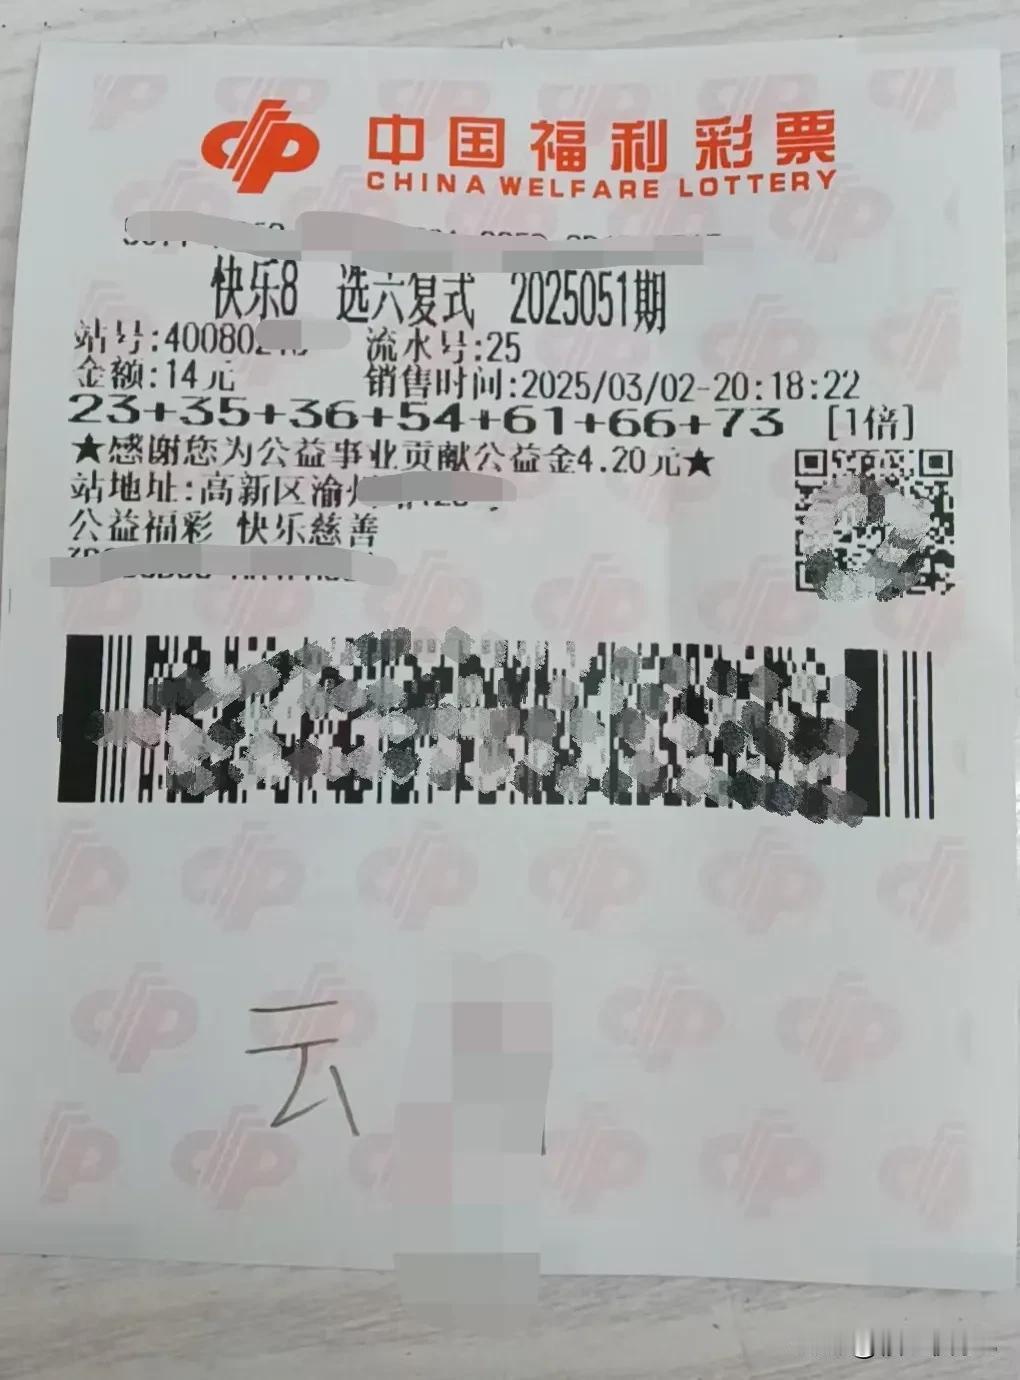 中国福利彩票
CHINA WELFARE LOTTERY
快乐8 选六复式 2025051期
站号:40080 流水号:25
金额:14元 销售时间:2025/03/02-20:18:22
23+35+36+54+61+66+73 [1倍]
★感谢您为公益事业贡献公益金4.20元★
站地址:高新区渝
公益福彩 快乐慈善
云